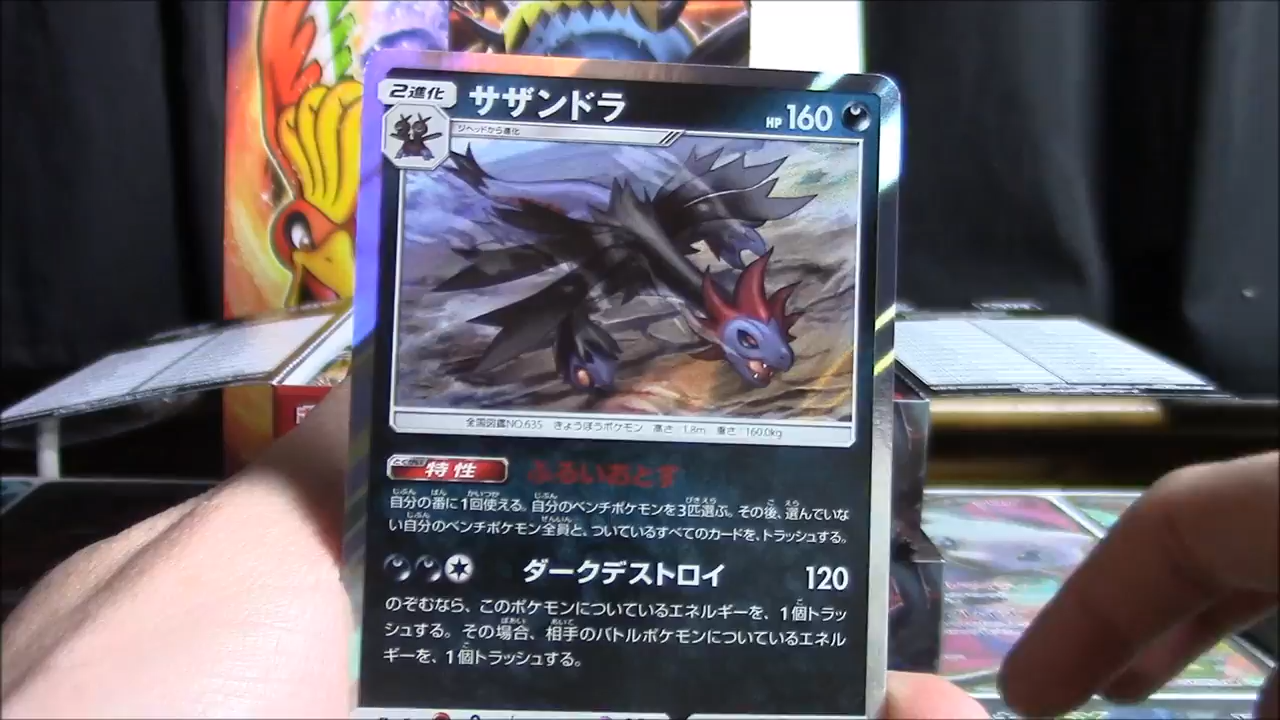 2進化 サザンドラ HP 160
ジヘッドから進化
全国図鑑NO.635 きょうぼうポケモン 高さ 1.8m 重さ 160.0kg
特性 ふるいおとす
自分の番に1回使える。自分のベンチポケモンを3匹選ぶ。その後、選んでいな
い自分のベンチポケモン全員と、ついているすべてのカードを、トラッシュする。
ダークデストロイ 120
のぞむなら、このポケモンについているエネルギーを、1個トラッ
シュする。その場合、相手のバトルポケモンについているエネル
ギーを、1個トラッシュする。